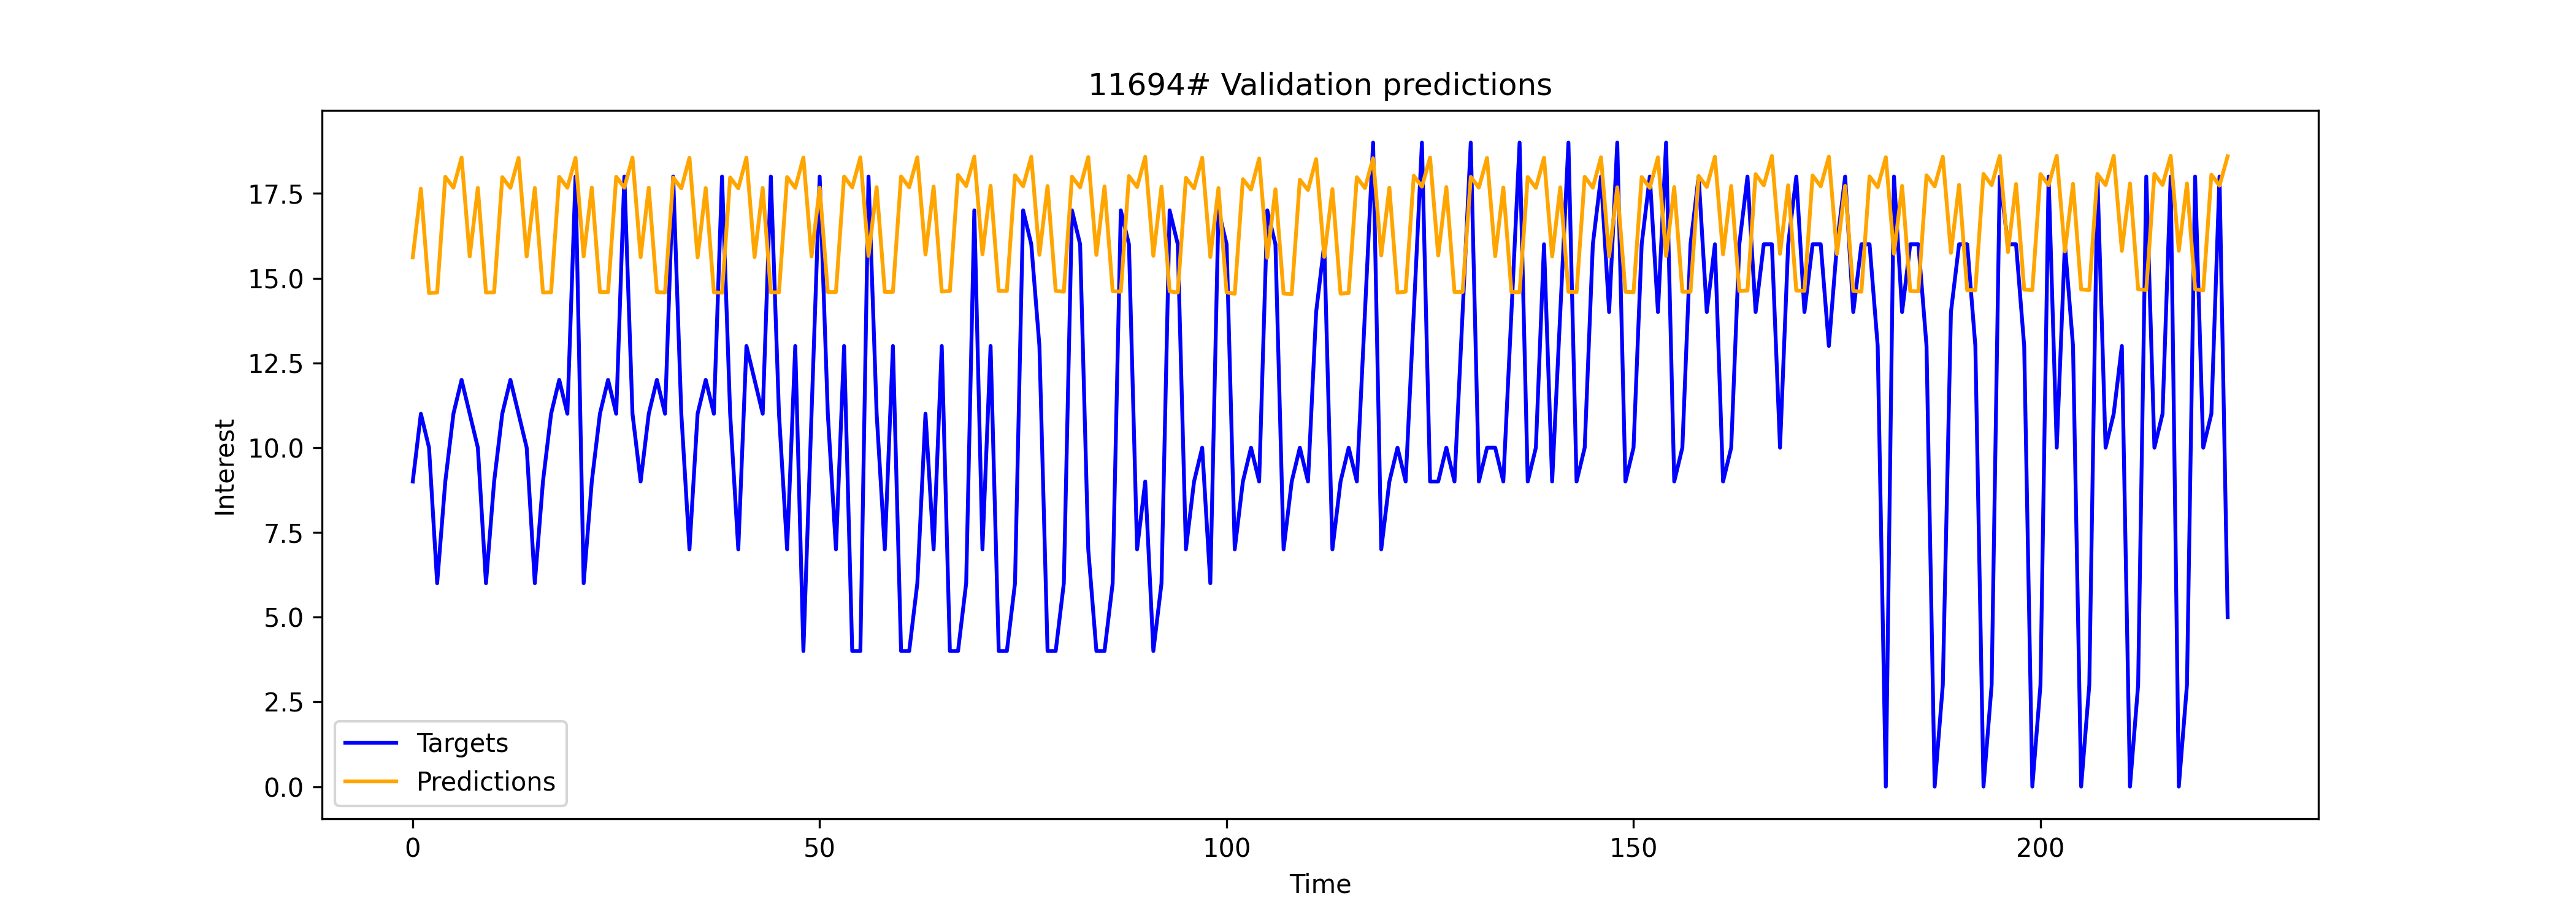 11694# Validation predictions
Interest
17.5
15.0
12.5
10.0
7.5
5.0
2.5
0.0
Targets
Predictions
0 50 100 150 200
Time